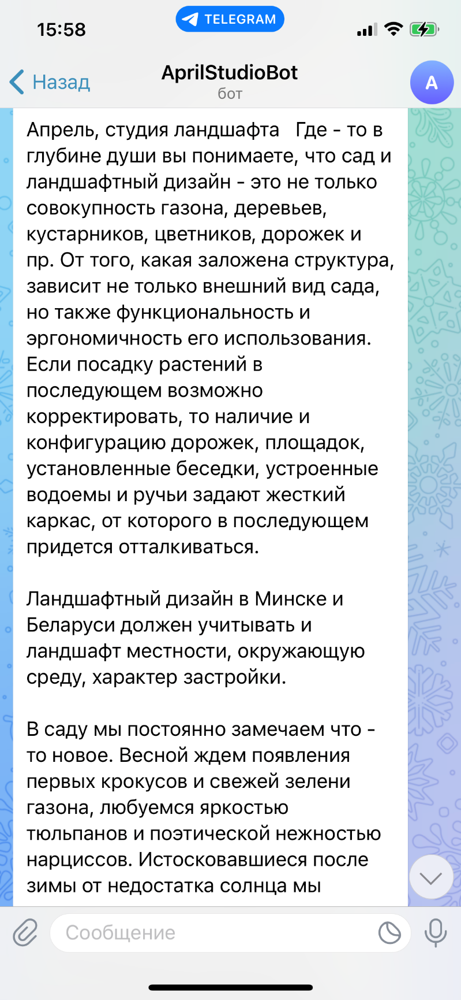 15:58
TELEGRAM
Назад
AprilStudioBot
бот
A
Апрель, студия ландшафта   Где - то в
глубине души вы понимаете, что сад и
ландшафтный дизайн - это не только
совокупность газона, деревьев,
кустарников, цветников, дорожек и
пр. От того, какая заложена структура,
зависит не только внешний вид сада,
но также функциональность и
эргономичность его использования.
Если посадку растений в
последующем возможно
корректировать, то наличие и
конфигурацию дорожек, площадок,
установленные беседки, устроенные
водоемы и ручьи задают жесткий
каркас, от которого в последующем
придется отталкиваться.
Ландшафтный дизайн в Минске и
Беларуси должен учитывать и
ландшафт местности, окружающую
среду, характер застройки.
В саду мы постоянно замечаем что -
то новое. Весной ждем появления
первых крокусов и свежей зелени
газона, любуемся яркостью
тюльпанов и поэтической нежностью
нарциссов. Истосковавшиеся после
зимы от недостатка солнца мы
Сообщение